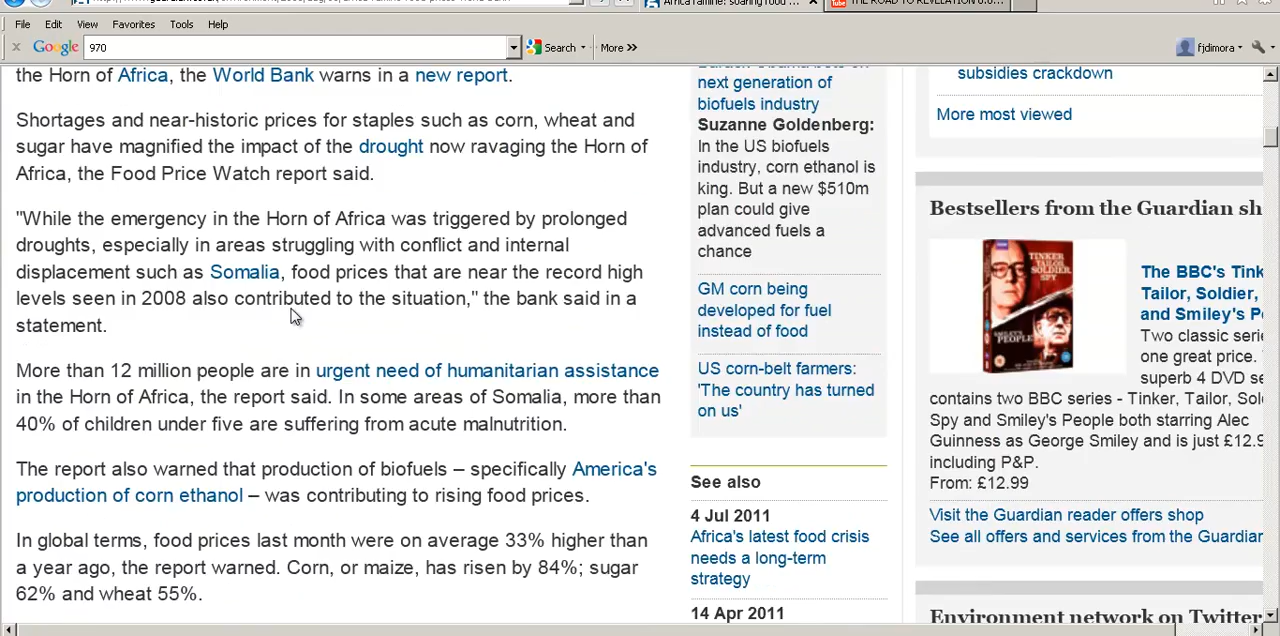 Africa famine: soaring food ...
THE ROAD TO REVELATION
File Edit View Favorites Tools Help
x Google 970 Search More >> fjdimora
the Horn of Africa, the World Bank warns in a new report.
Shortages and near-historic prices for staples such as corn, wheat and
sugar have magnified the impact of the drought now ravaging the Horn of
Africa, the Food Price Watch report said.
"While the emergency in the Horn of Africa was triggered by prolonged
droughts, especially in areas struggling with conflict and internal
displacement such as Somalia, food prices that are near the record high
levels seen in 2008 also contributed to the situation," the bank said in a
statement.
More than 12 million people are in urgent need of humanitarian assistance
in the Horn of Africa, the report said. In some areas of Somalia, more than
40% of children under five are suffering from acute malnutrition.
The report also warned that production of biofuels – specifically America's
production of corn ethanol – was contributing to rising food prices.
In global terms, food prices last month were on average 33% higher than
a year ago, the report warned. Corn, or maize, has risen by 84%; sugar
62% and wheat 55%.
next generation of
biofuels industry
Suzanne Goldenberg:
In the US biofuels
industry, corn ethanol is
king. But a new $510m
plan could give
advanced fuels a
chance
GM corn being
developed for fuel
instead of food
US corn-belt farmers:
'The country has turned
on us'
See also
4 Jul 2011
Africa's latest food crisis
needs a long-term
strategy
14 Apr 2011
subsidies crackdown
More most viewed
Bestsellers from the Guardian sh
TINKER
TAILOR
SOLDIER
SPY
SMILEY'S
PEOPLE
The BBC's Tink
Tailor, Soldier,
and Smiley's Pe
Two classic serie
one great price.
superb 4 DVD se
contains two BBC series - Tinker, Tailor, Sol
Spy and Smiley's People both starring Alec
Guinness as George Smiley and is just £12.9
including P&P.
From: £12.99
Visit the Guardian reader offers shop
See all offers and services from the Guardian
Environment network on Twitter